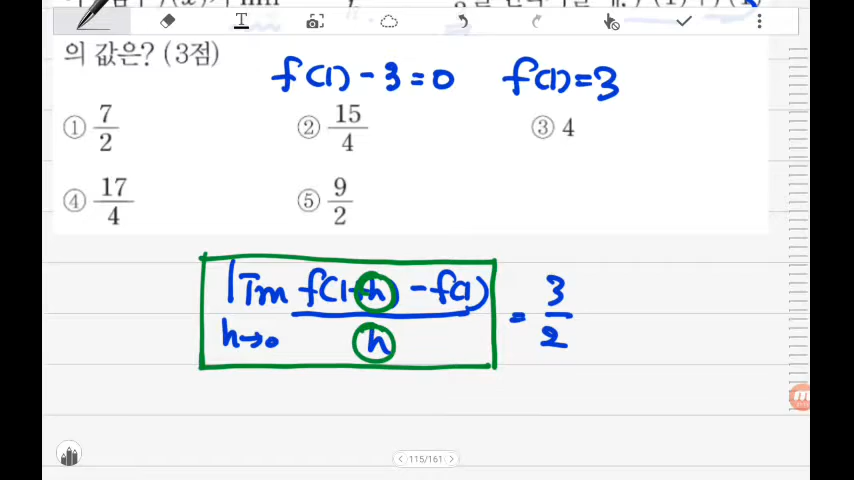 의 값은? (3점)
f(1) - 3 = 0 f(1) = 3
① 7/2 ② 15/4 ③ 4
④ 17/4 ⑤ 9/2
lim f(1+h) - f(1) / h = 3/2
h→0
115/161